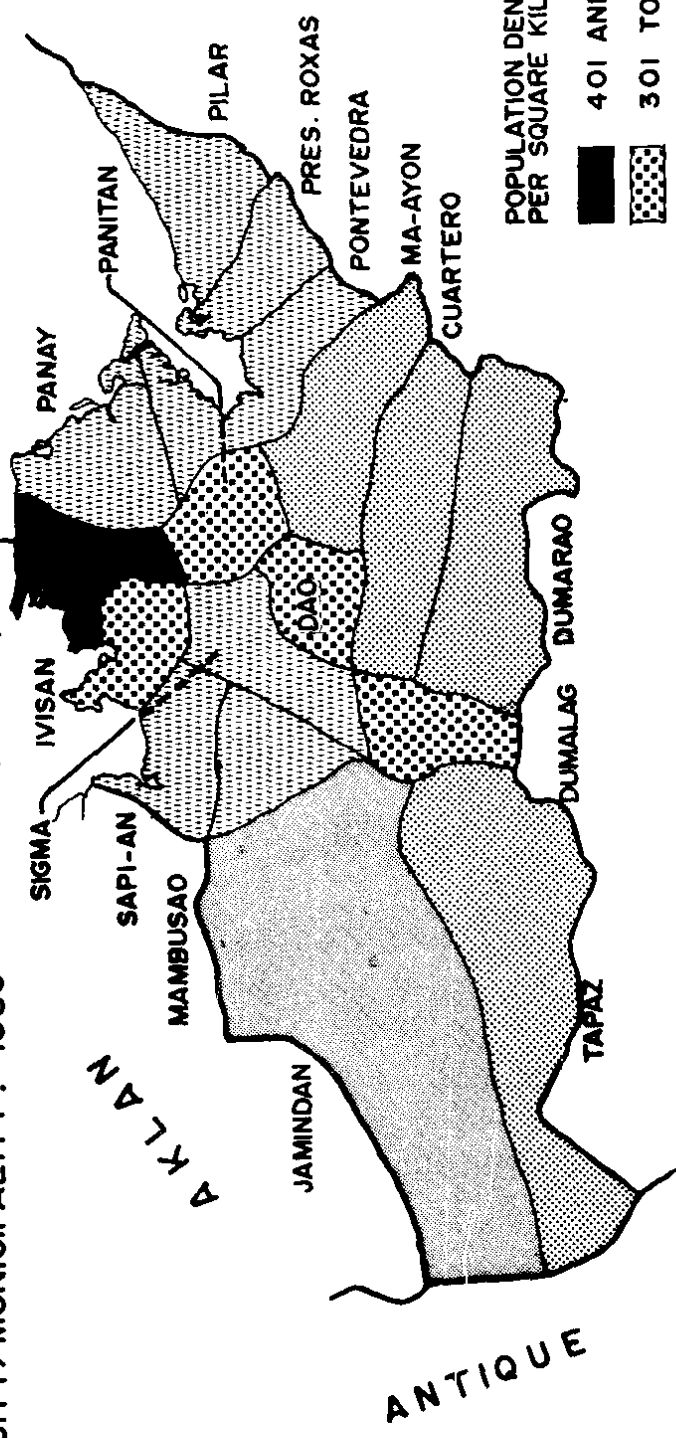 MUNICIPALITY
AKLAN
ANTIQUE
SIGMA
IVISAN
PANAY
PANITAN
SAPI-AN
MAMBUSAO
JAMINDAN
DAO
PILAR
PRES. ROXAS
PONTEVEDRA
MA-AYON
CUARTERO
DUMARAO
DUMALAG
TAPAZ
POPULATION DEN
PER SQUARE KIL
401 AN
301 TO